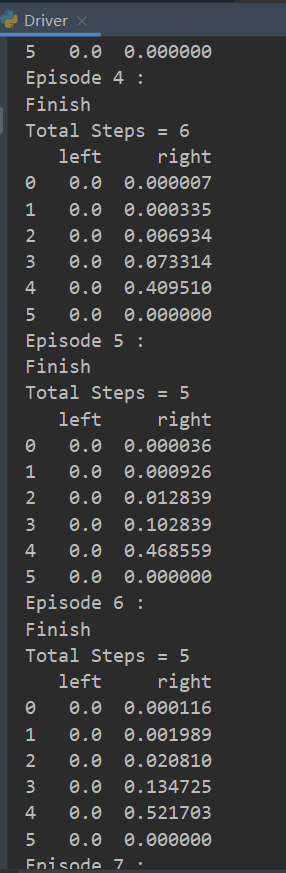 Driver ×
5 0.0 0.000000
Episode 4 :
Finish
Total Steps = 6
left right
0 0.0 0.000007
1 0.0 0.000335
2 0.0 0.006934
3 0.0 0.073314
4 0.0 0.409510
5 0.0 0.000000
Episode 5 :
Finish
Total Steps = 5
left right
0 0.0 0.000036
1 0.0 0.000926
2 0.0 0.012839
3 0.0 0.102839
4 0.0 0.468559
5 0.0 0.000000
Episode 6 :
Finish
Total Steps = 5
left right
0 0.0 0.000116
1 0.0 0.001989
2 0.0 0.020810
3 0.0 0.134725
4 0.0 0.521703
5 0.0 0.000000
Episode 7 :